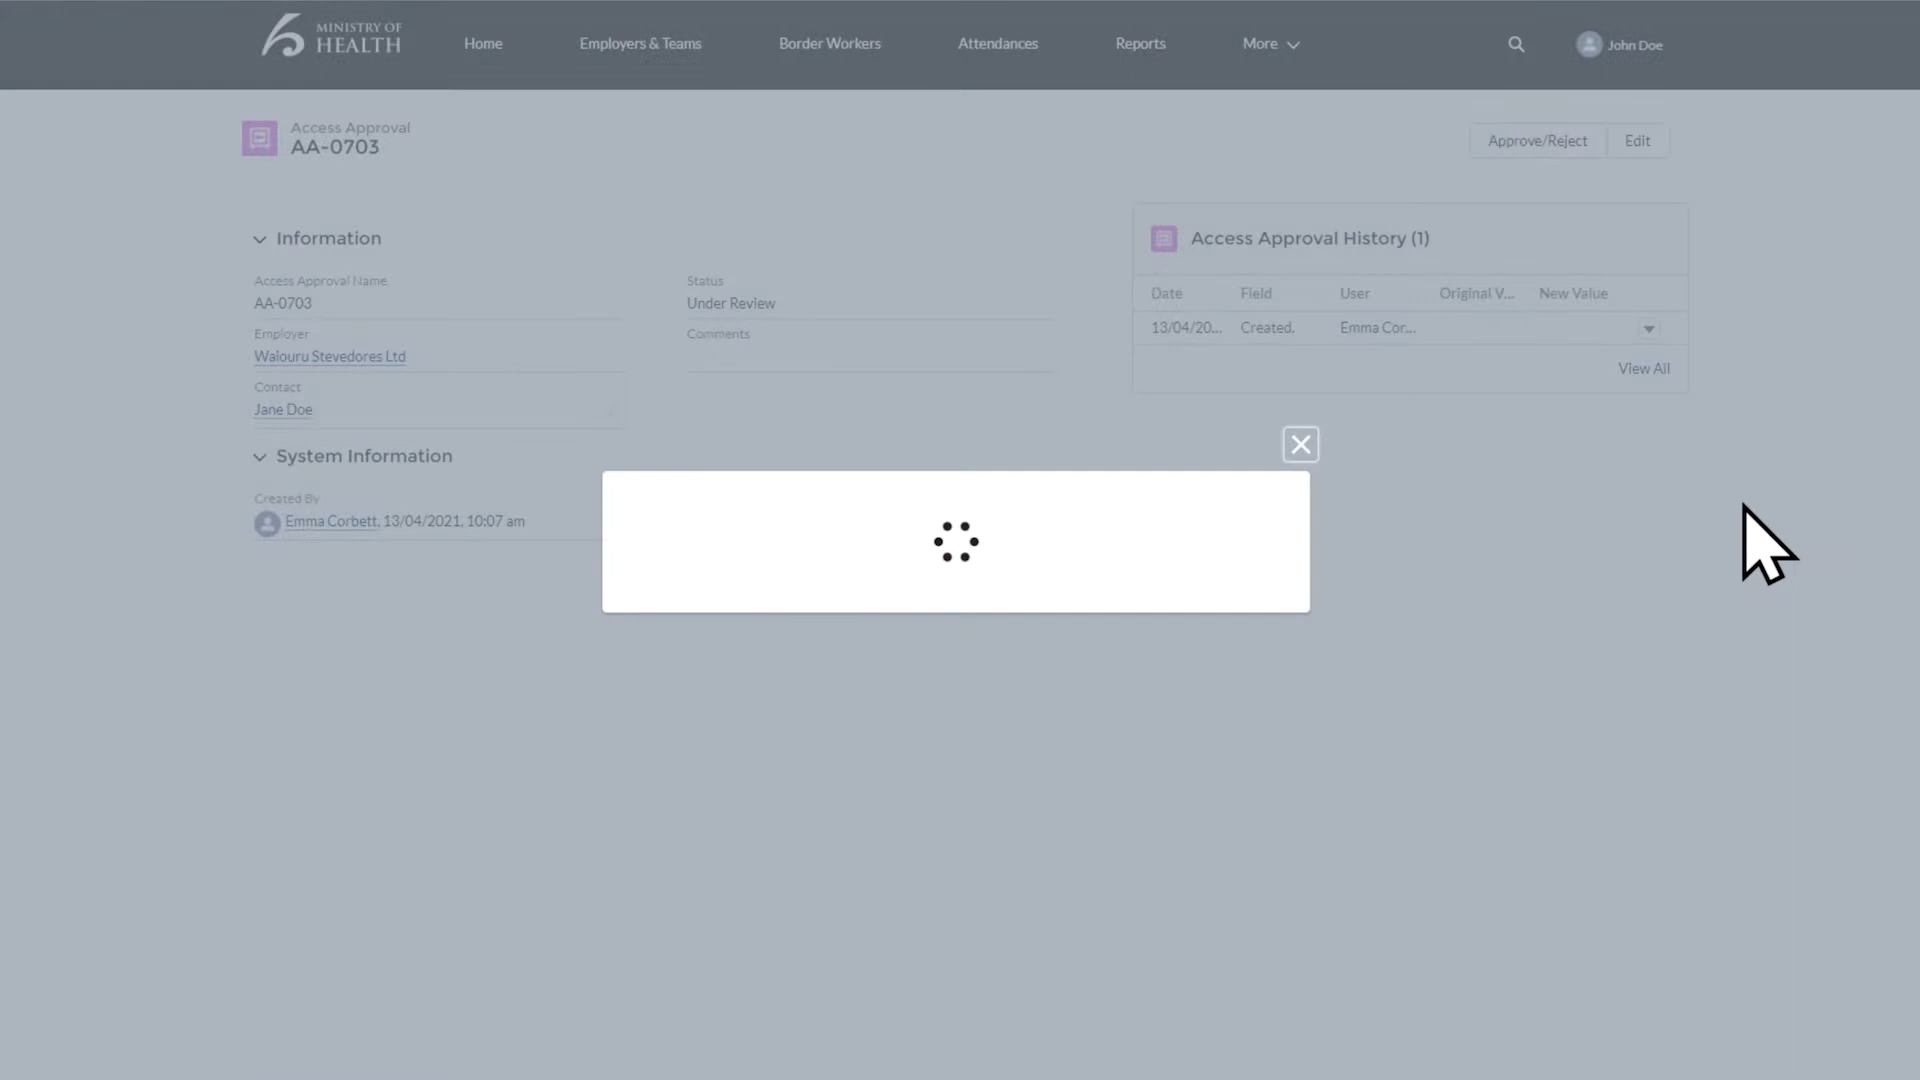 MINISTRY OF
HEALTH
Home
Employers & Teams
Border Workers
Attendances
Reports
More
John Doe
Access Approval
AA-0703
Approve/Reject
Edit
Information
Access Approval Name
AA-0703
Status
Under Review
Employer
Waiouru Stevedores Ltd
Comments
Contact
Jane Doe
System Information
Created By
Emma Corbett, 13/04/2021, 10:07 am
Access Approval History (1)
Date Field User Original V... New Value
13/04/20... Created. Emma Cor...
View All